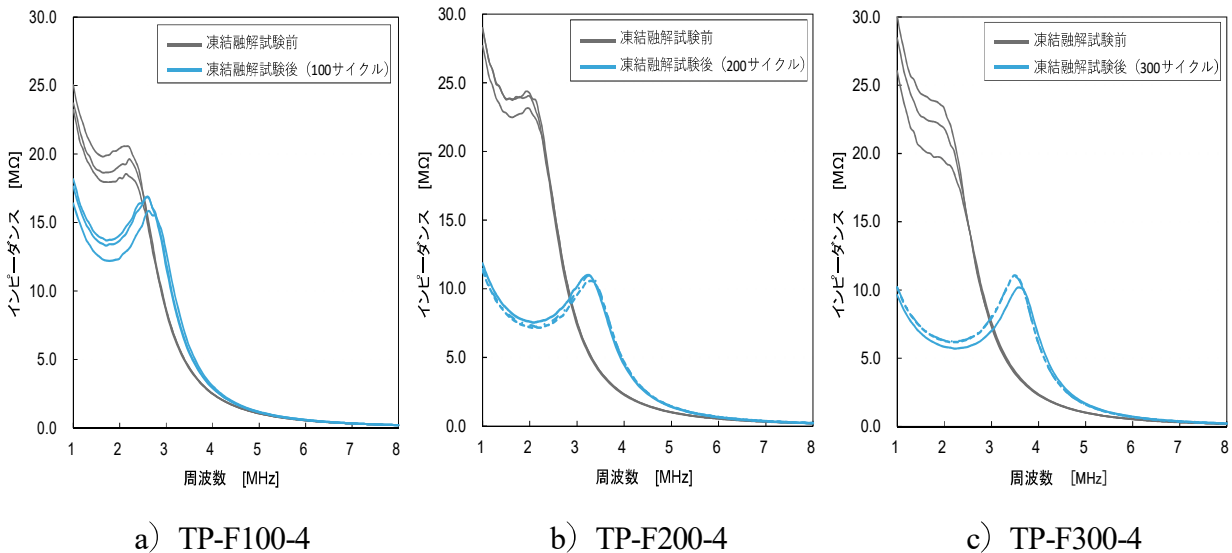 30.0
25.0
20.0
15.0
10.0
5.0
0.0
インピーダンス [MΩ]
凍結融解試験前
凍結融解試験後（100サイクル）
1 2 3 4 5 6 7 8
周波数 [MHz]
a）TP-F100-4
30.0
25.0
20.0
15.0
10.0
5.0
0.0
インピーダンス [MΩ]
凍結融解試験前
凍結融解試験後（200サイクル）
1 2 3 4 5 6 7 8
周波数 [MHz]
b）TP-F200-4
30.0
25.0
20.0
15.0
10.0
5.0
0.0
インピーダンス [MΩ]
凍結融解試験前
凍結融解試験後（300サイクル）
1 2 3 4 5 6 7 8
周波数 [MHz]
c）TP-F300-4